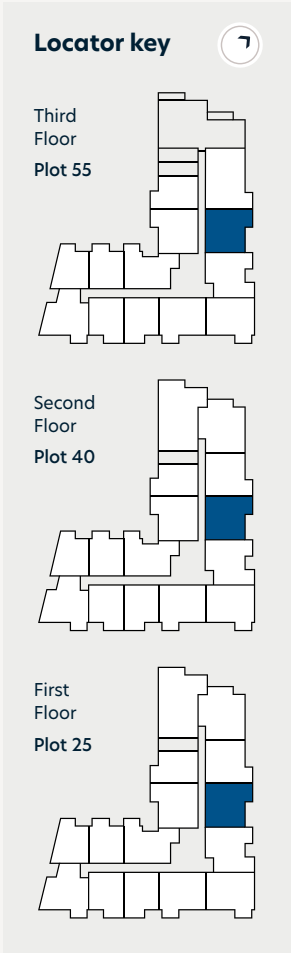 Locator key
Third
Floor
Plot 55
Second
Floor
Plot 40
First
Floor
Plot 25